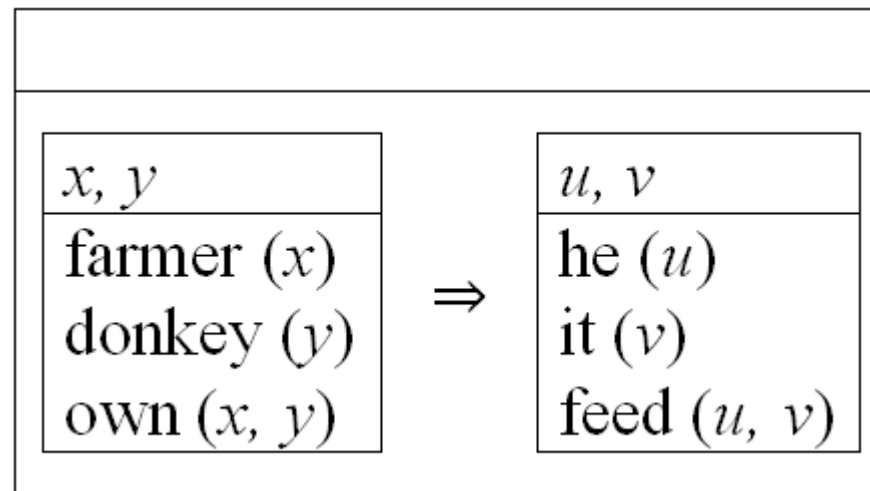 x, y
farmer (x)
donkey (y)
own (x, y)
⇒
u, v
he (u)
it (v)
feed (u, v)